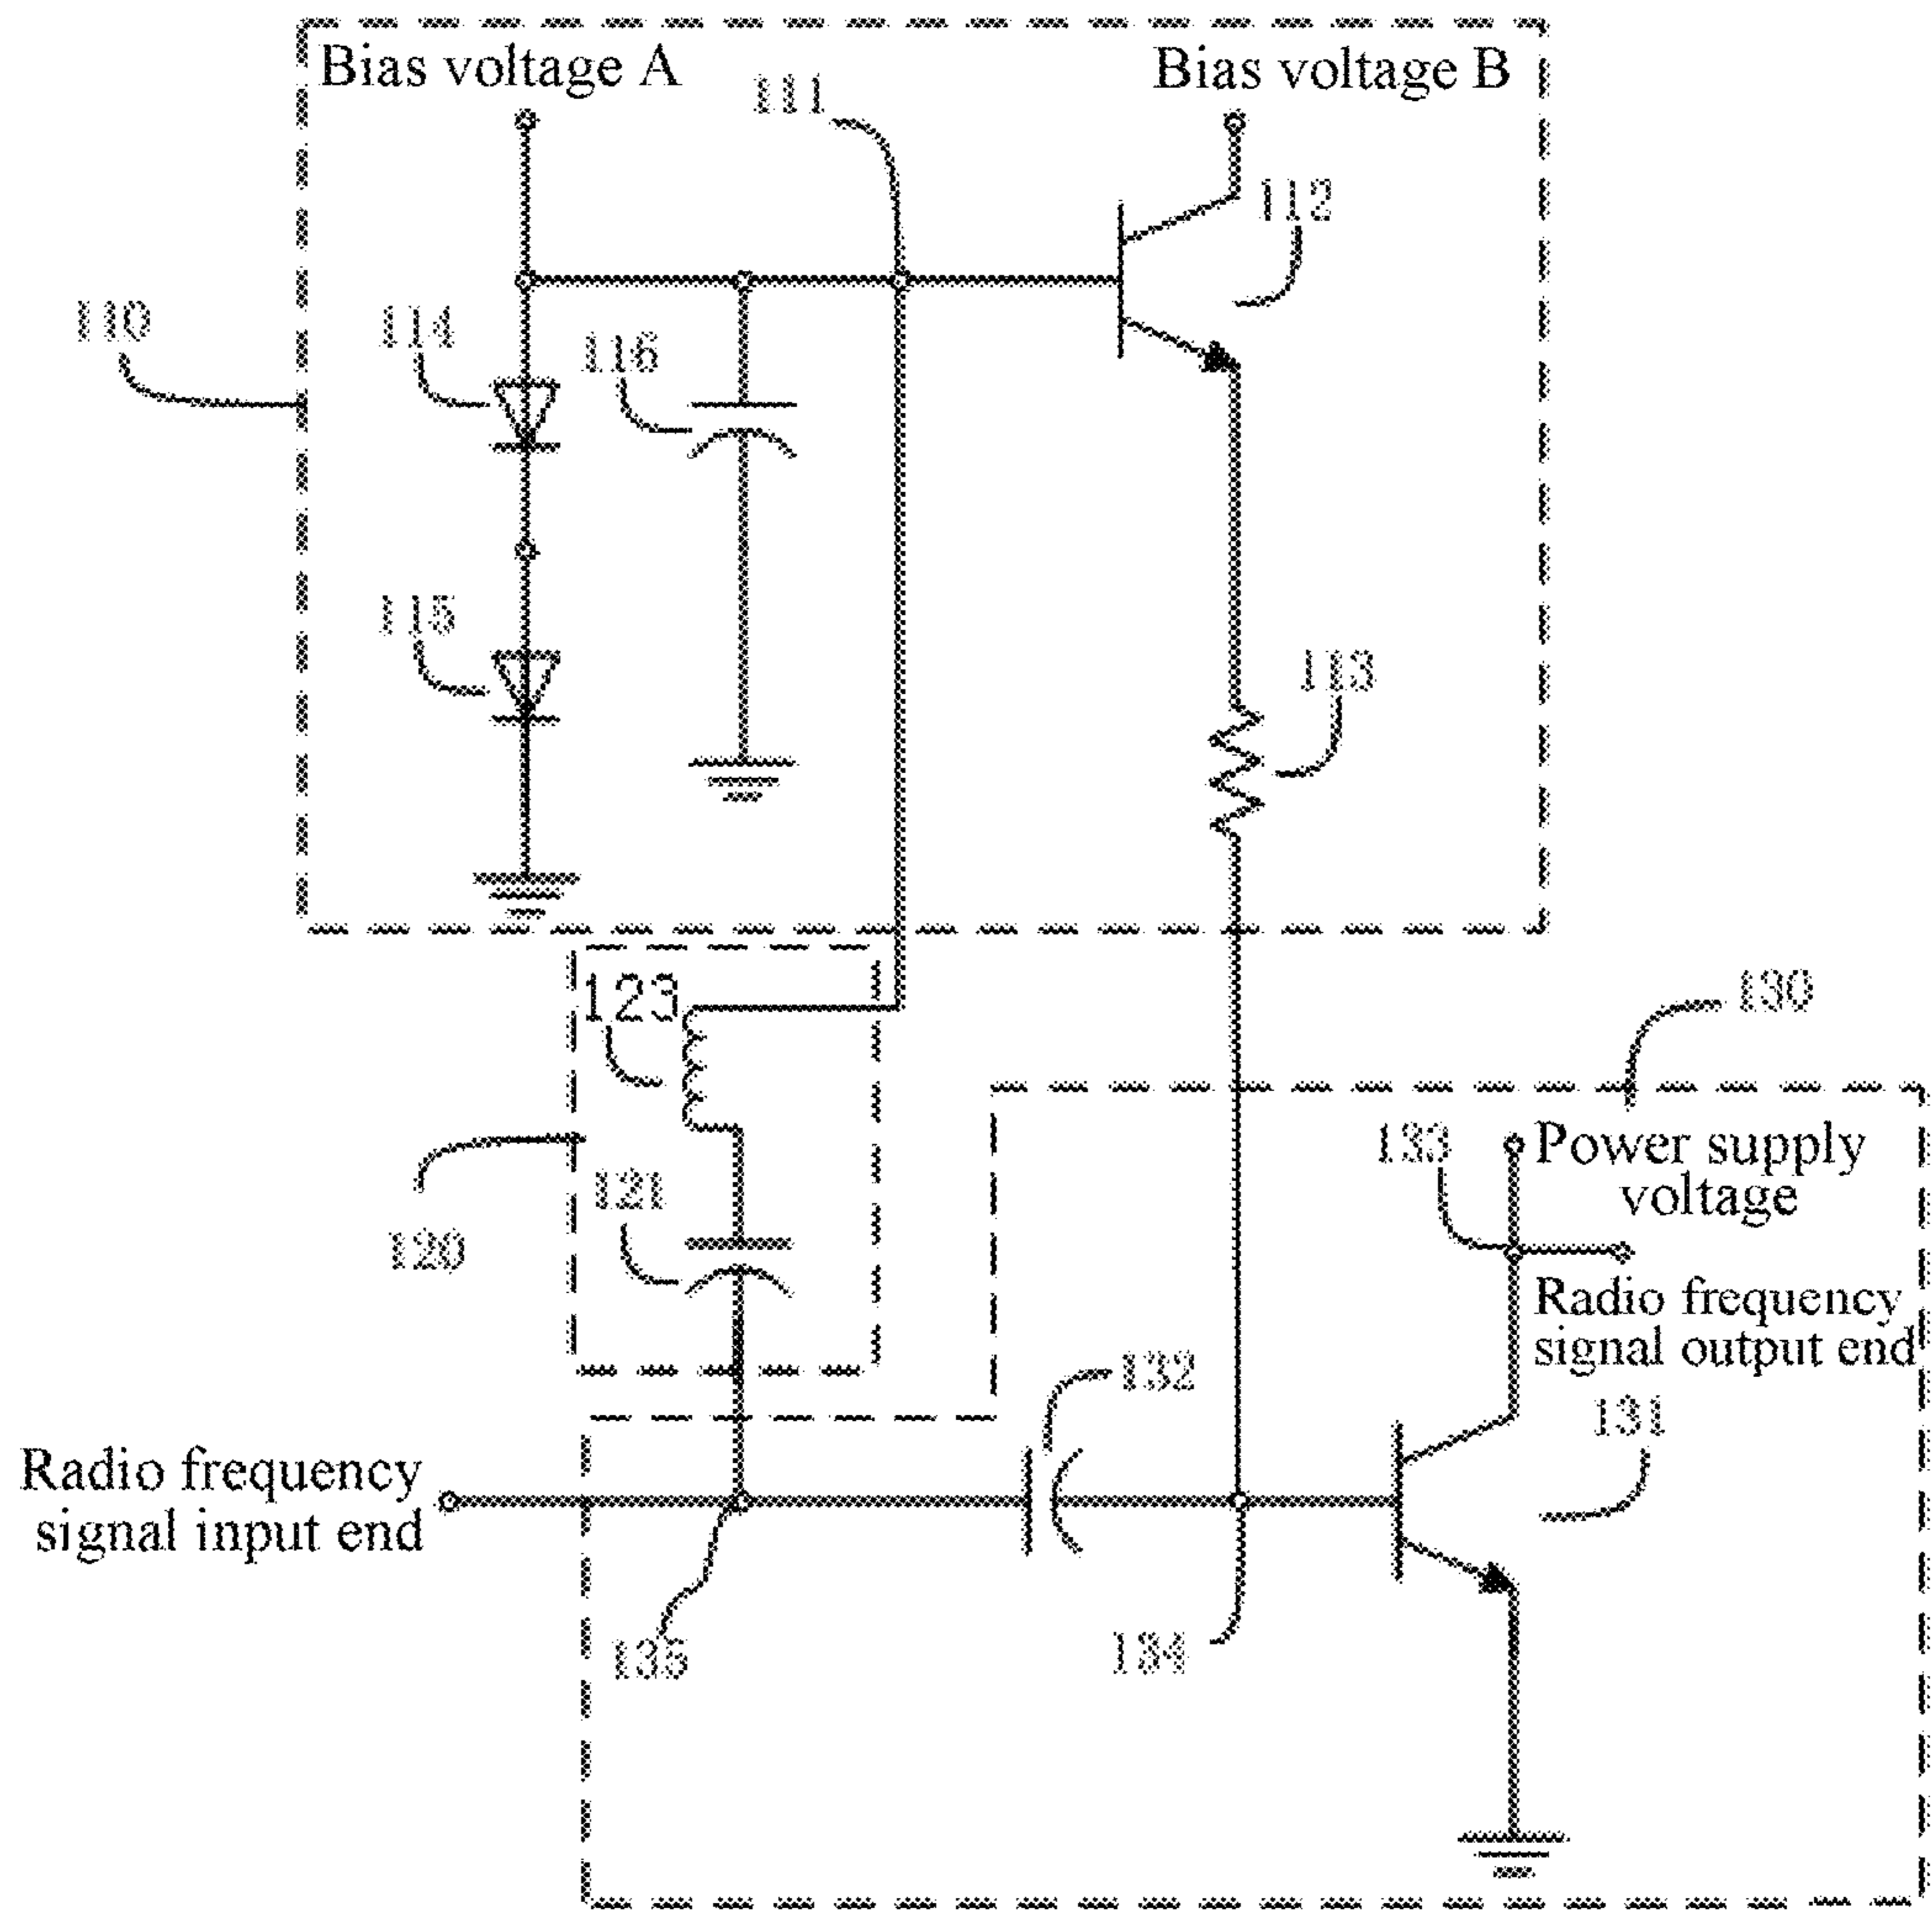 Bias voltage A
Bias voltage B
111
112
110
114
116
115
113
123
130
133
Power supply
voltage
121
120
Radio frequency
signal output end
132
131
Radio frequency
signal input end
135
134